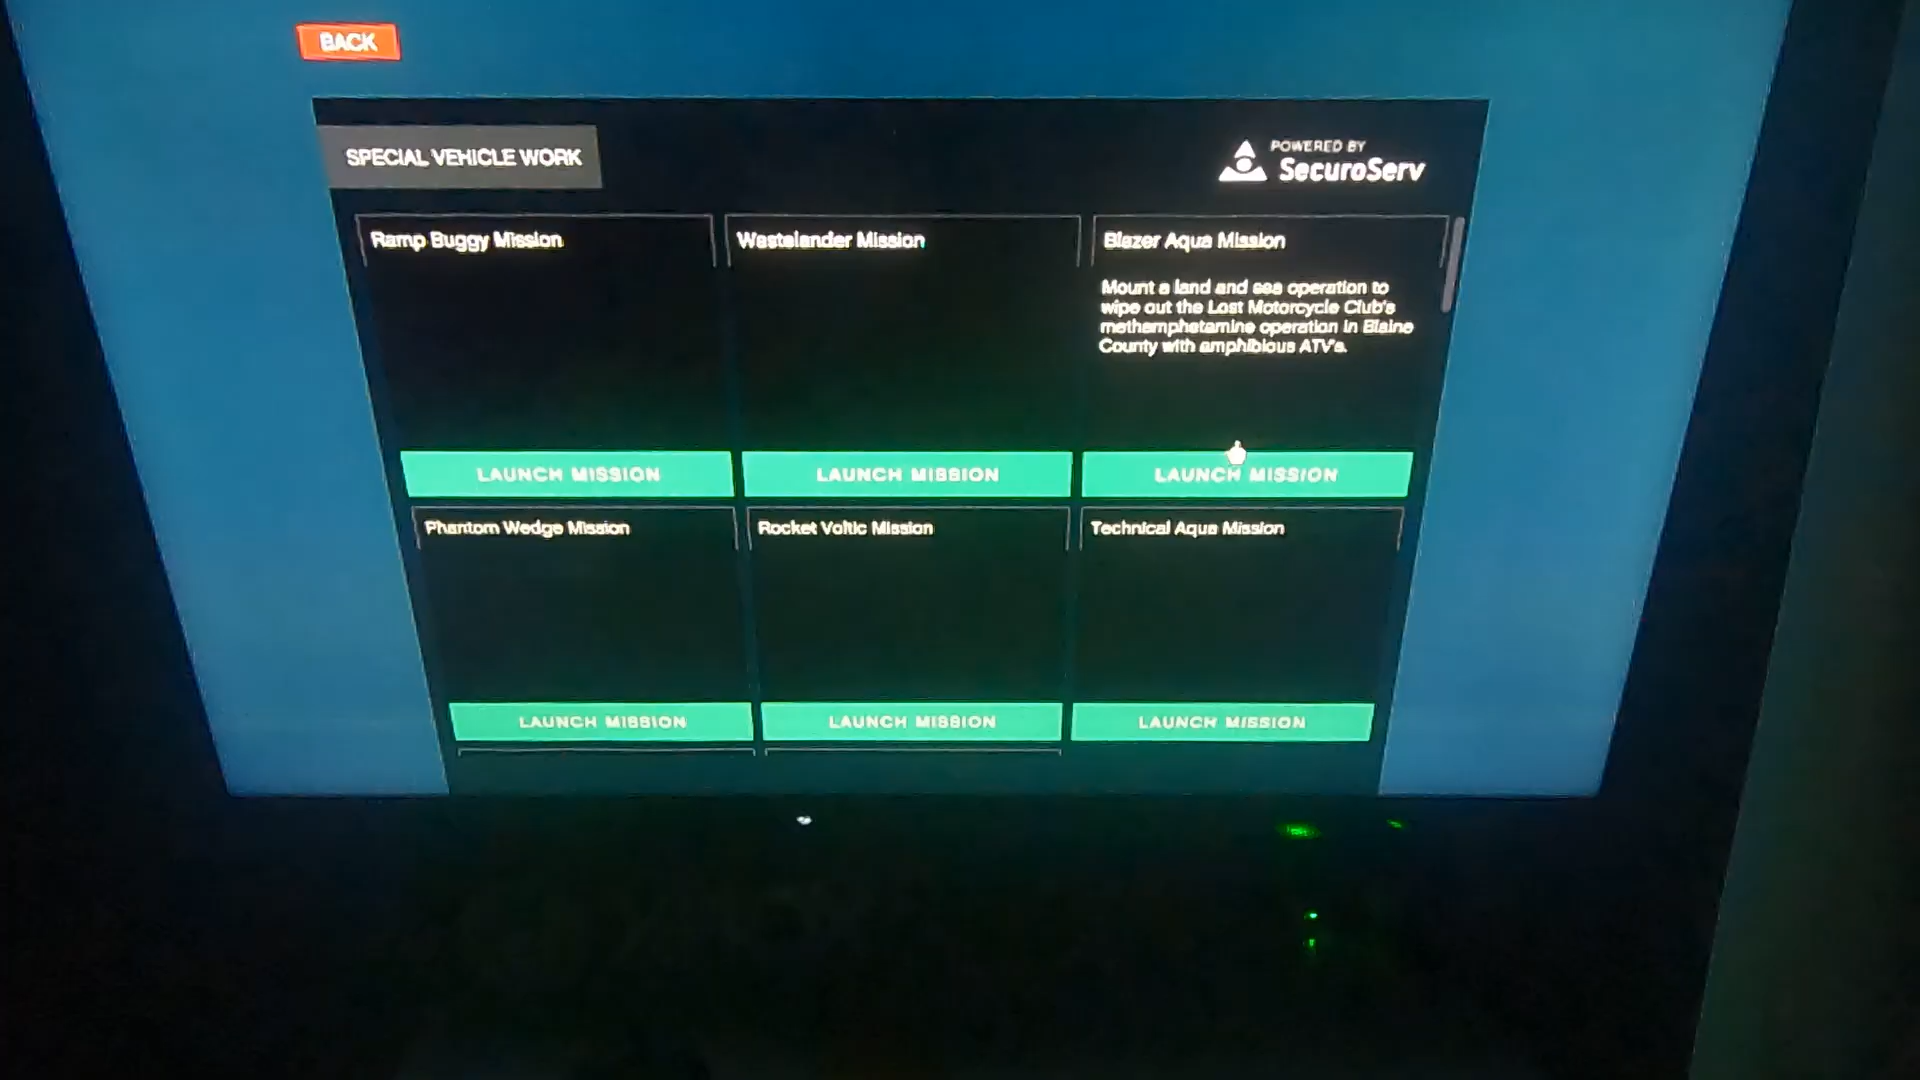 BACK
SPECIAL VEHICLE WORK
POWERED BY
SecuroServ
Ramp Buggy Mission
Wastelander Mission
Blazer Aqua Mission
Mount a land and sea operation to
wipe out the Lost Motorcycle Club's
methamphetamine operation in Blaine
County with amphibious ATV's.
LAUNCH MISSION
LAUNCH MISSION
LAUNCH MISSION
Phantom Wedge Mission
Rocket Voltic Mission
Technical Aqua Mission
LAUNCH MISSION
LAUNCH MISSION
LAUNCH MISSION